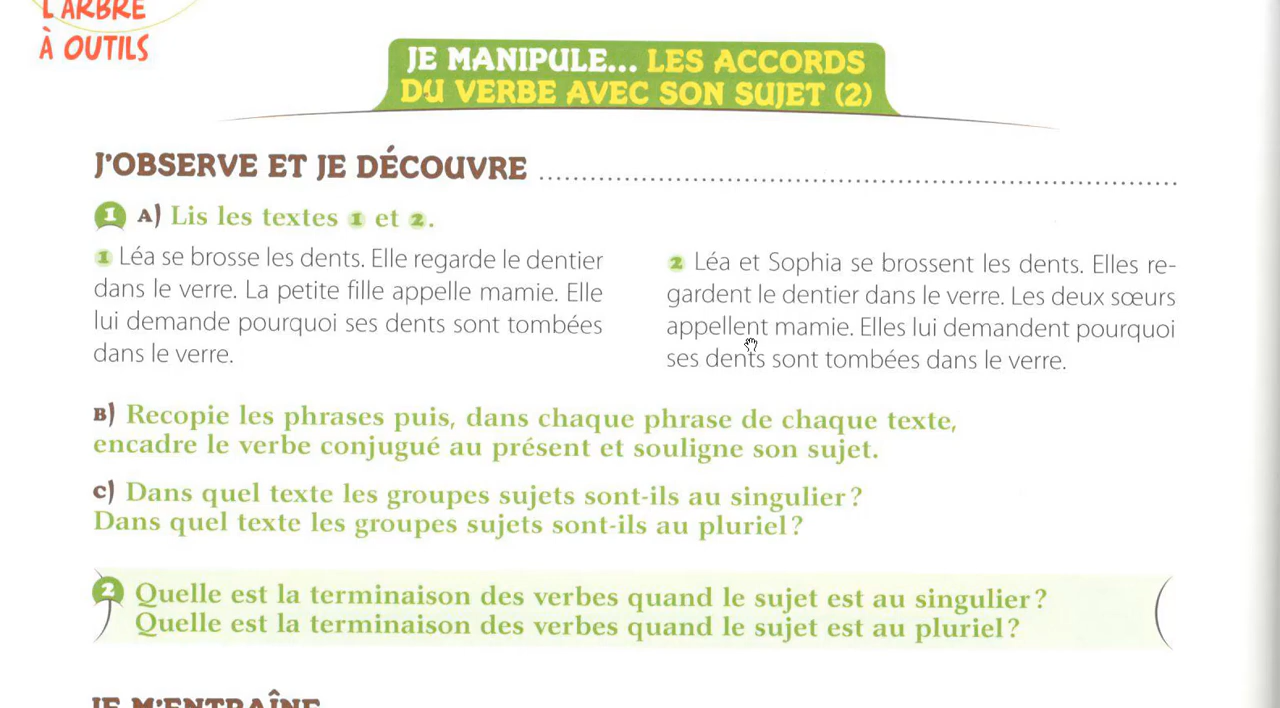 L'ARBRE
À OUTILS
JE MANIPULE... LES ACCORDS
DU VERBE AVEC SON SUJET (2)
J'OBSERVE ET JE DÉCOUVRE
1 A) Lis les textes 1 et 2.
1 Léa se brosse les dents. Elle regarde le dentier
dans le verre. La petite fille appelle mamie. Elle
lui demande pourquoi ses dents sont tombées
dans le verre.
2 Léa et Sophia se brossent les dents. Elles re-
gardent le dentier dans le verre. Les deux sœurs
appellent mamie. Elles lui demandent pourquoi
ses dents sont tombées dans le verre.
B) Recopie les phrases puis, dans chaque phrase de chaque texte,
encadre le verbe conjugué au présent et souligne son sujet.
C) Dans quel texte les groupes sujets sont-ils au singulier ?
Dans quel texte les groupes sujets sont-ils au pluriel ?
2 Quelle est la terminaison des verbes quand le sujet est au singulier ?
Quelle est la terminaison des verbes quand le sujet est au pluriel ?
JE M'ENTRAÎNE